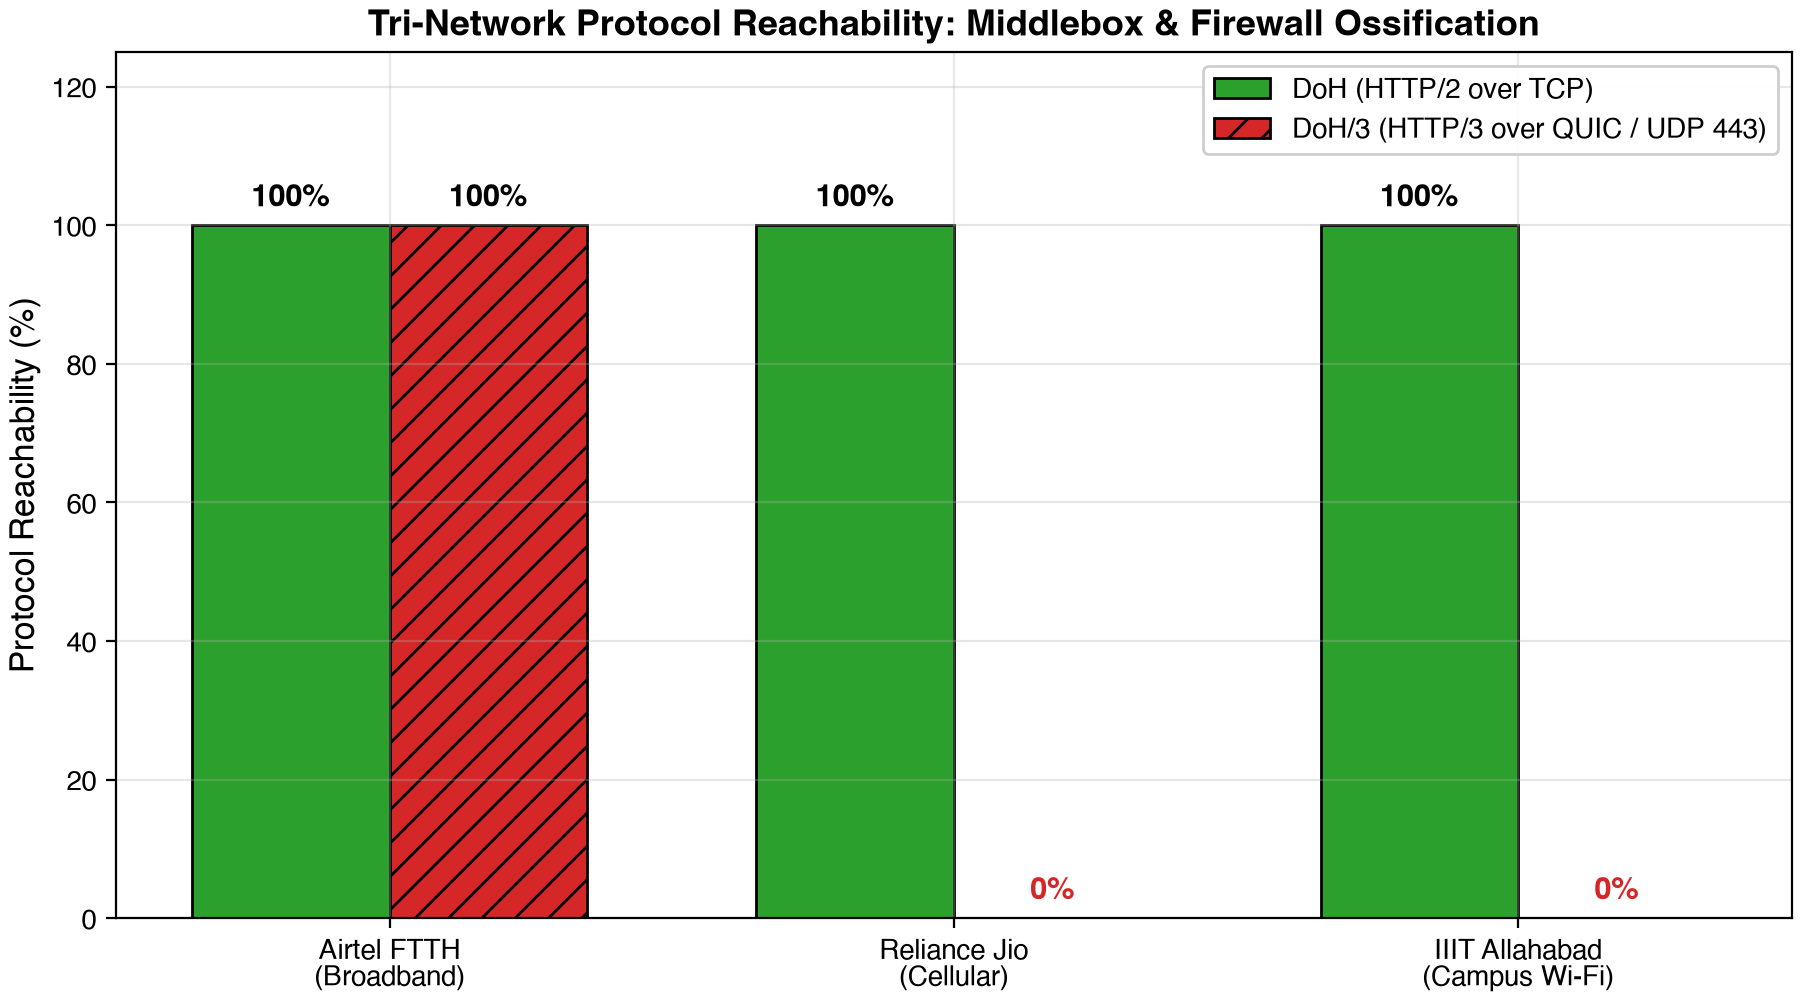 Tri-Network Protocol Reachability: Middlebox & Firewall Ossification
DoH (HTTP/2 over TCP)
DoH/3 (HTTP/3 over QUIC / UDP 443)
Protocol Reachability (%)
120
100
80
60
40
20
0
100%
100%
100%
0%
100%
0%
Airtel FTTH
(Broadband)
Reliance Jio
(Cellular)
IIIT Allahabad
(Campus Wi-Fi)